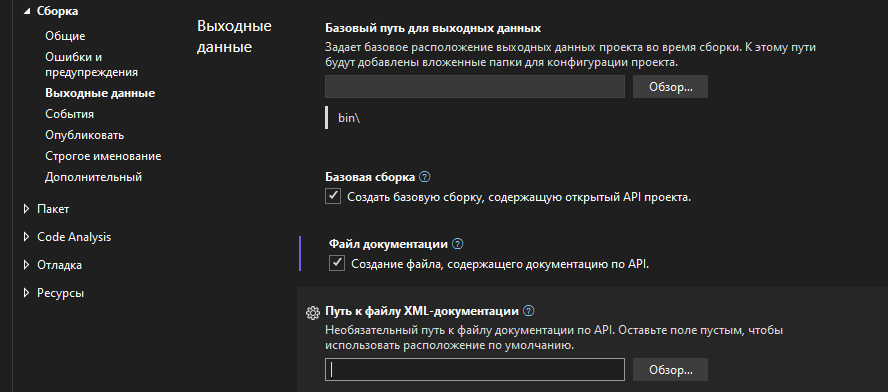 Сборка
Общие
Ошибки и
предупреждения
Выходные данные
События
Опубликовать
Строгое именование
Дополнительный
Пакет
Code Analysis
Отладка
Ресурсы
Выходные
данные
Базовый путь для выходных данных
Задает базовое расположение выходных данных проекта во время сборки. К этому пути
будут добавлены вложенные папки для конфигурации проекта.
Обзор...
bin\
Базовая сборка ?
Создать базовую сборку, содержащую открытый API проекта.
Файл документации ?
Создание файла, содержащего документацию по API.
Путь к файлу XML-документации ?
Необязательный путь к файлу документации по API. Оставьте поле пустым, чтобы
использовать расположение по умолчанию.
Обзор...